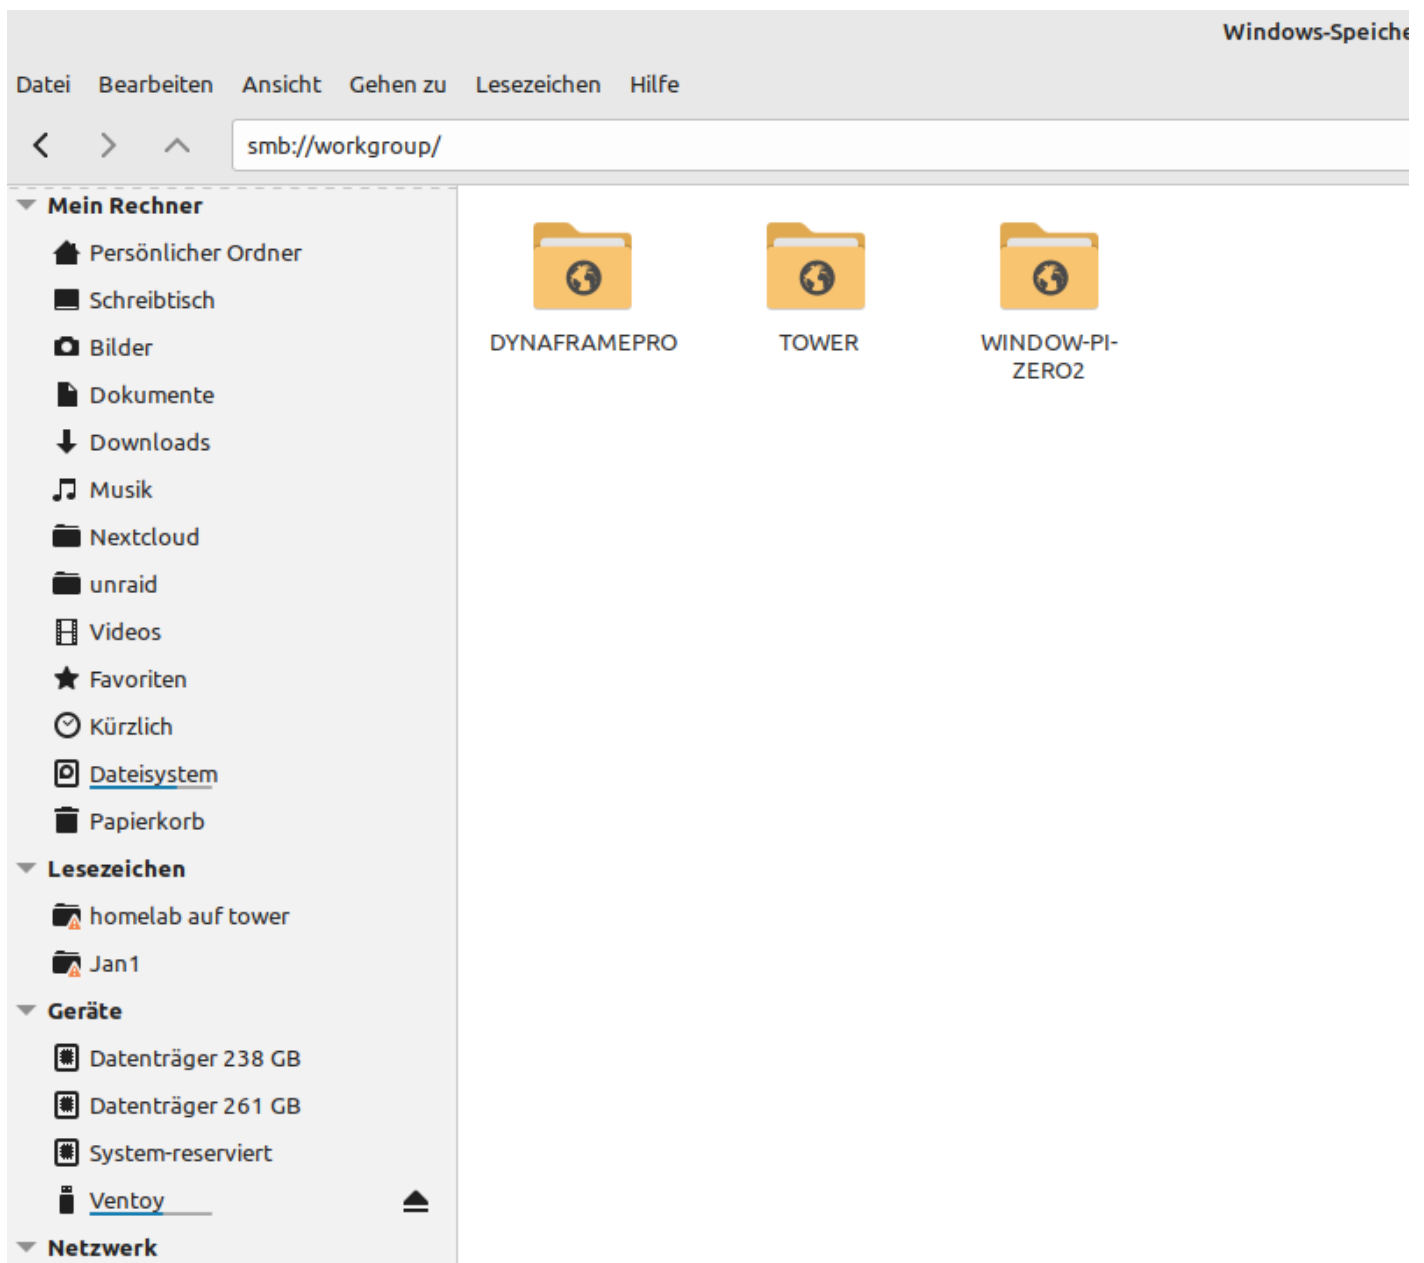 Windows-Speiche
Datei Bearbeiten Ansicht Gehen zu Lesezeichen Hilfe
smb://workgroup/
Mein Rechner
Persönlicher Ordner
Schreibtisch
Bilder
Dokumente
Downloads
Musik
Nextcloud
unraid
Videos
Favoriten
Kürzlich
Dateisystem
Papierkorb
Lesezeichen
homelab auf tower
Jan1
Geräte
Datenträger 238 GB
Datenträger 261 GB
System-reserviert
Ventoy
Netzwerk
DYNAFRAMEPRO
TOWER
WINDOW-PI-
ZERO2